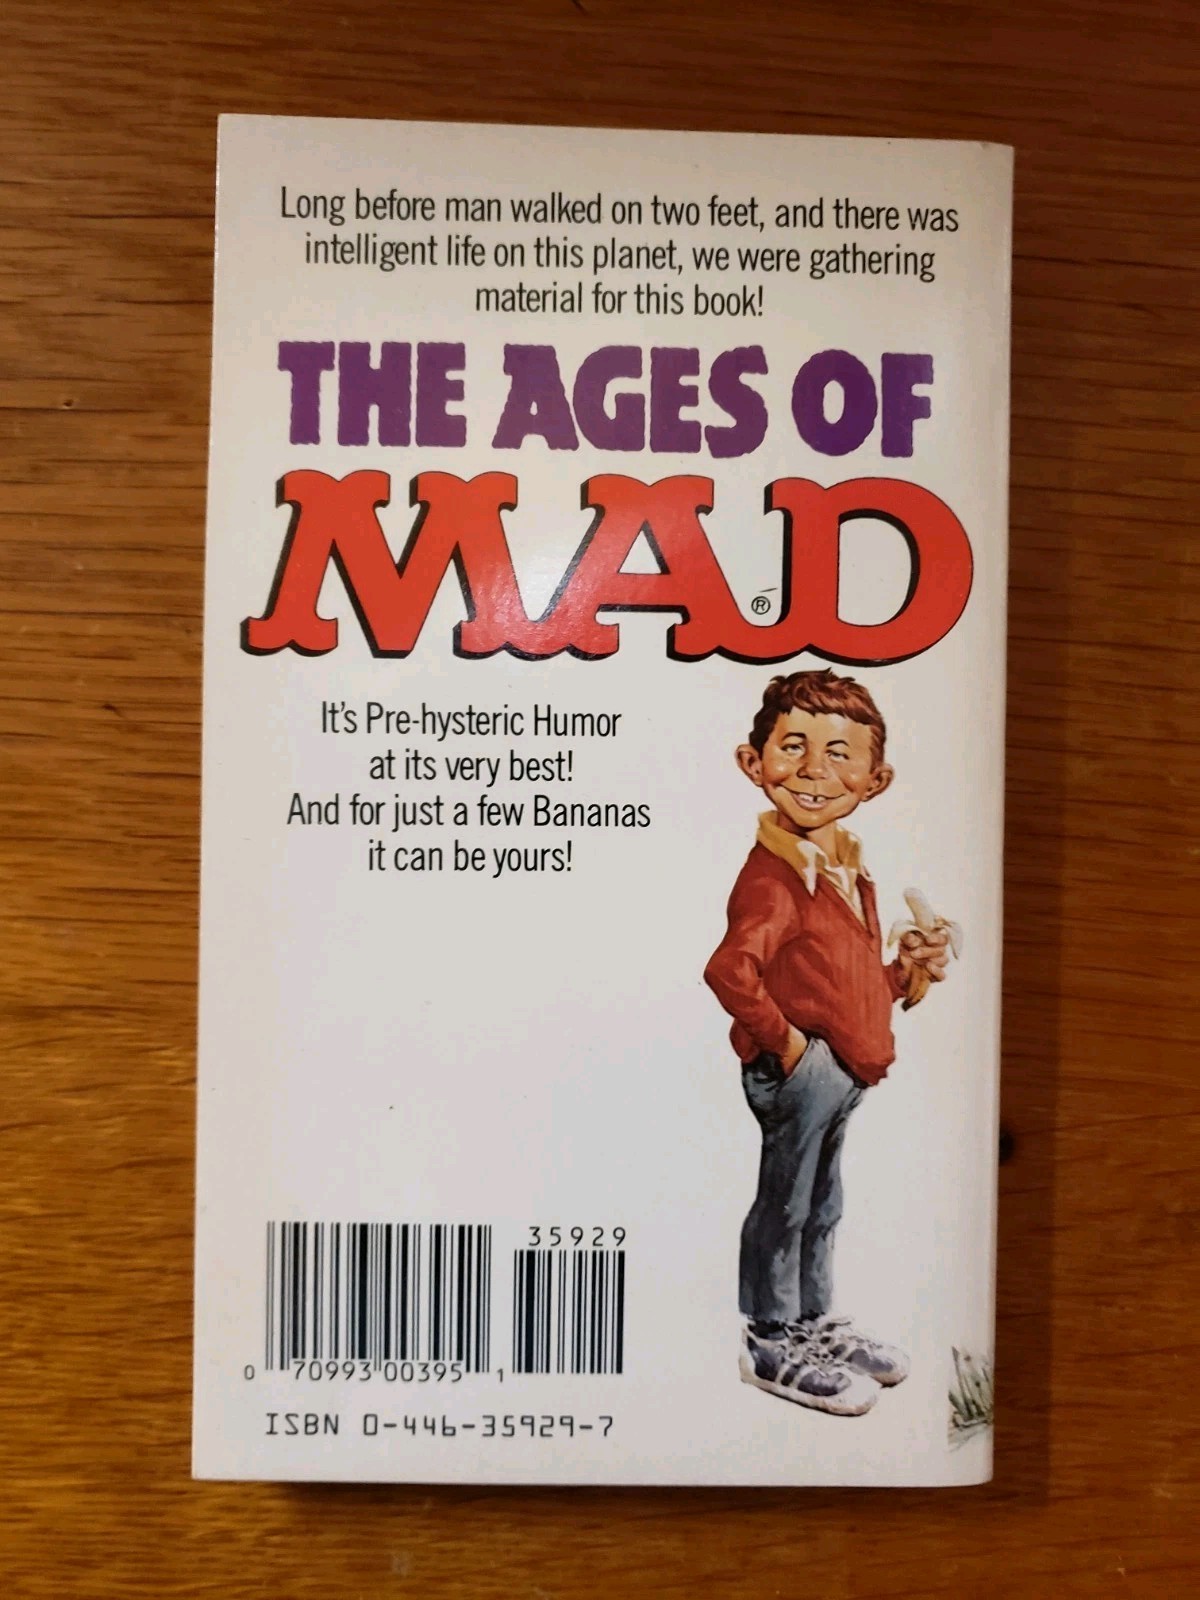 Long before man walked on two feet, and there was
intelligent life on this planet, we were gathering
material for this book!
THE AGES OF
MAD
®
It's Pre-hysteric Humor
at its very best!
And for just a few Bananas
it can be yours!
35929
0 70993 00395 1
ISBN 0-446-35929-7